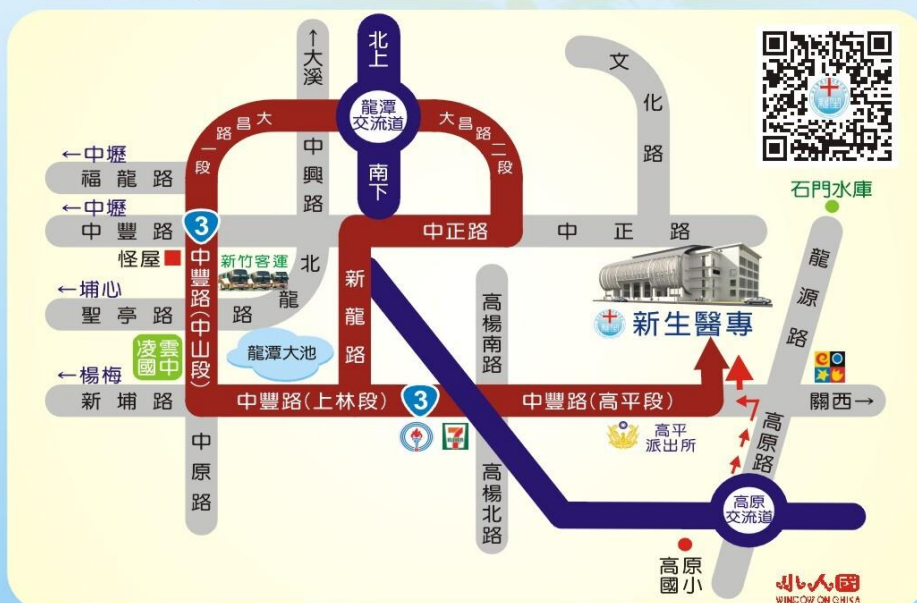 北上
龍潭
交流道
南下
←大溪
中興路
北龍路
大昌路一段
大昌路二段
文化路
←中壢
福龍路
←中壢
中豐路
3
中正路
中正路
石門水庫
怪屋
新竹客運
中豐路(中山段)
新龍路
高楊南路
龍源路
←埔心
聖亭路
龍潭大池
新生醫專
凌雲
國中
←楊梅
新埔路
中豐路(上林段)
3
中豐路(高平段)
關西→
7
ELEVEN
高平
派出所
高原路
中原路
高楊北路
高原
交流道
高原
國小
小人國
WINDOW ON CHINA